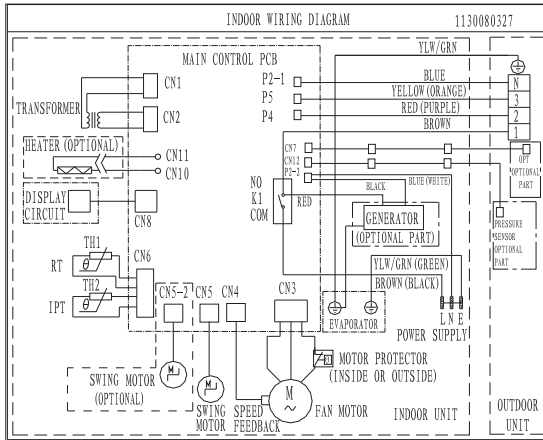 INDOOR WIRING DIAGRAM 1130080327
YLW/GRN
MAIN CONTROL PCB
P2-1
BLUE
N
CN1
P5
YELLOW(ORANGE)
3
TRANSFORMER
CN2
P4
RED(PURPLE)
2
BROWN
1
HEATER(OPTIONAL)
CN11
CN10
CN7
CN12
P2-2
OPT
OPTIONAL
PART
BLUE(WHITE)
DISPLAY
CIRCUIT
CN8
NO
K1
COM
RED
BLACK
GENERATOR
(OPTIONAL PART)
PRESSURE
SENSOR
OPTIONAL
PART
TH1
RT
CN6
TH2
IPT
YLW/GRN(GREEN)
BROWN(BLACK)
CN5-2
CN5
CN4
CN3
EVAPORATOR
L N E
POWER SUPPLY
M
SWING MOTOR
(OPTIONAL)
M
SWING
MOTOR
SPEED
FEEDBACK
M
~
FAN MOTOR
MOTOR PROTECTOR
(INSIDE OR OUTSIDE)
INDOOR UNIT
OUTDOOR
UNIT